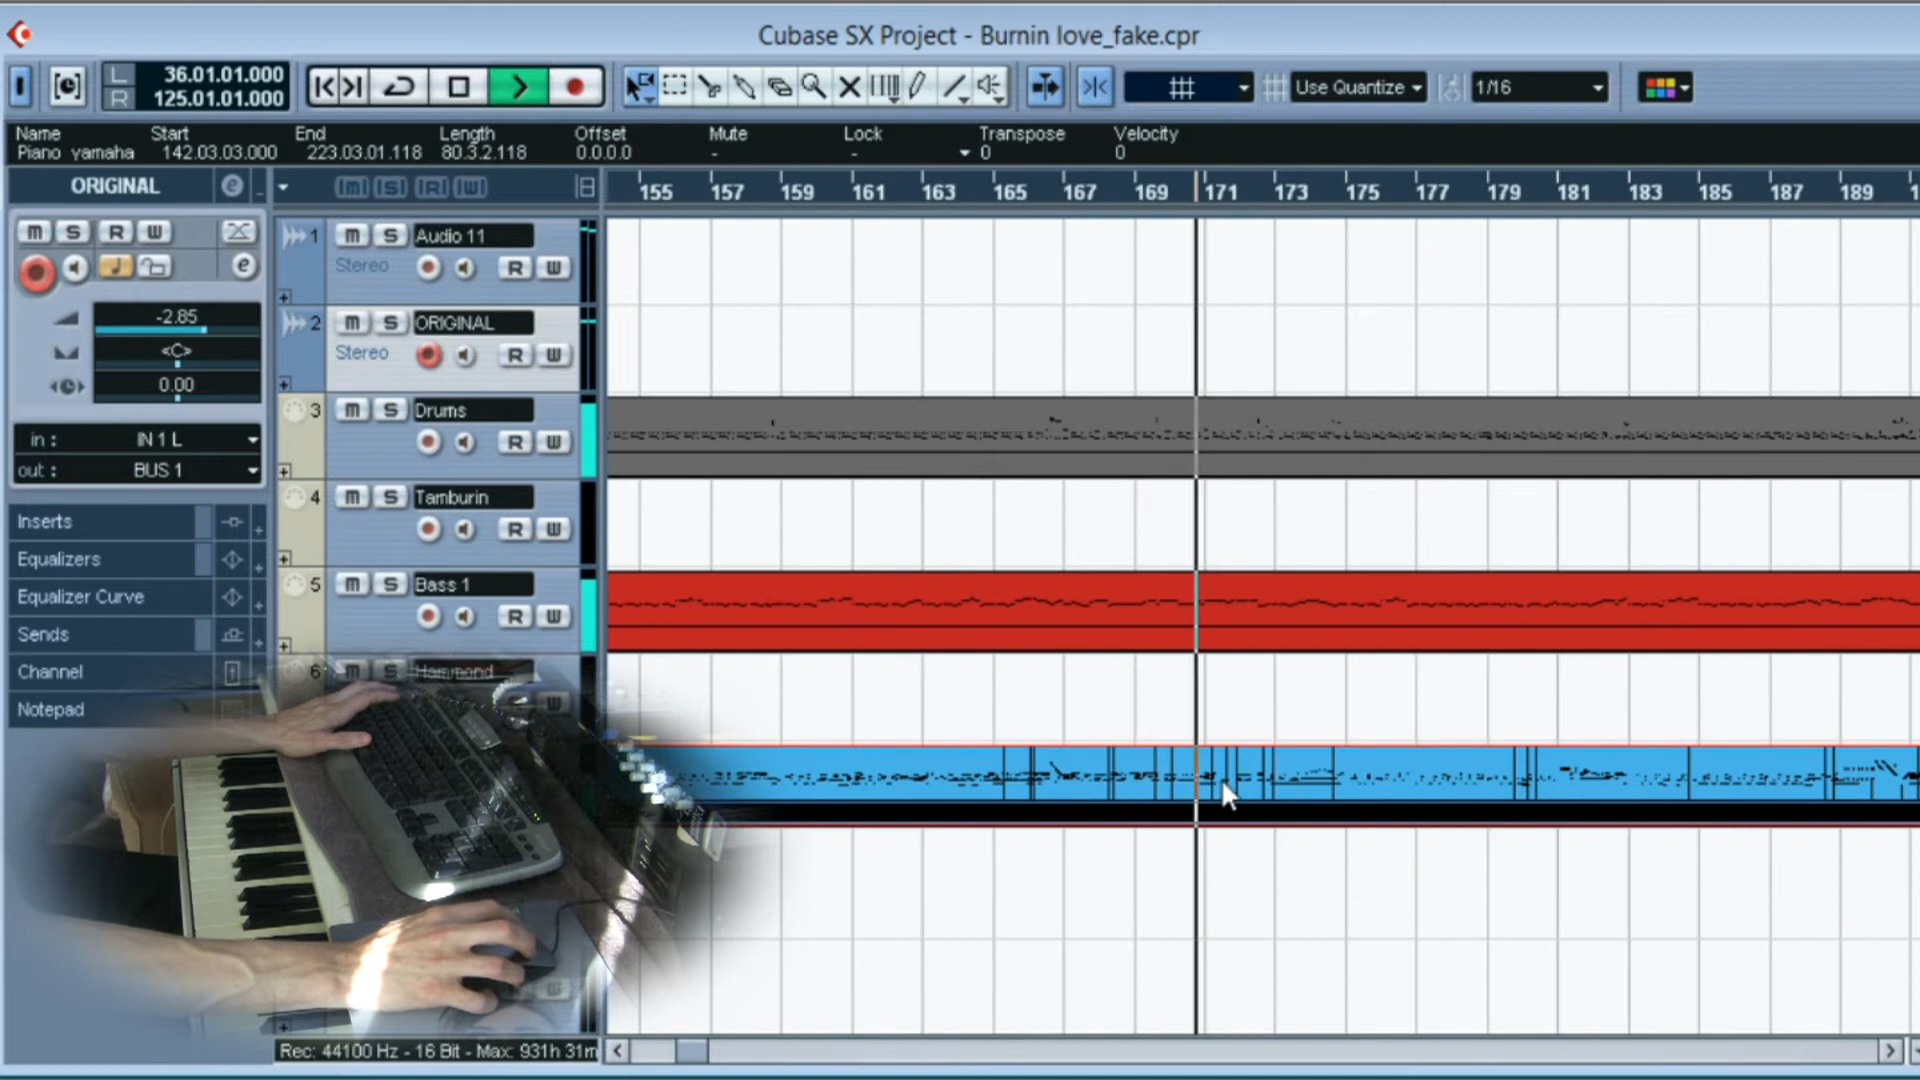 Cubase SX Project - Burnin love_fake.cpr
L 36.01.01.000
R 125.01.01.000
Use Quantize
1/16
Name Start End Length Offset Mute Lock Transpose Velocity
Piano yamaha 142.03.03.000 223.03.01.118 80.3.2.118 0.0.0.0 - - 0 0
ORIGINAL e
155 157 159 161 163 165 167 169 171 173 175 177 179 181 183 185 187 189
M S R W
e
-2.85
<C>
0.00
in : IN 1 L
out : BUS 1
Inserts
Equalizers
Equalizer Curve
Sends
Channel
Notepad
1 M S Audio 11
Stereo R W
2 M S ORIGINAL
Stereo R W
3 M S Drums
R W
4 M S Tamburin
R W
5 M S Bass 1
R W
6 M S Hammond
W
Rec: 44100 Hz - 16 Bit - Max: 931h 31m